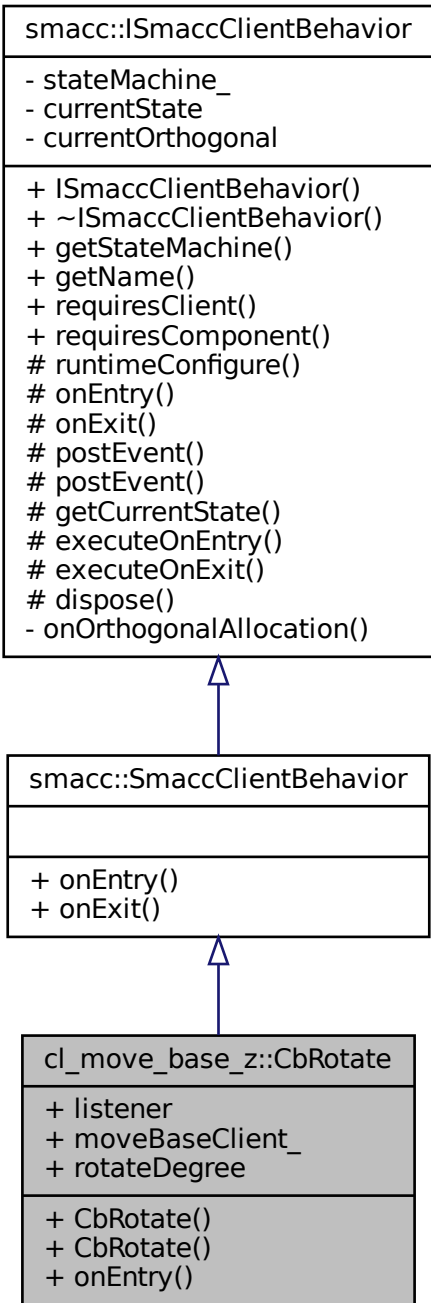 smacc::ISmaccClientBehavior
- stateMachine_
- currentState
- currentOrthogonal
+ ISmaccClientBehavior()
+ ~ISmaccClientBehavior()
+ getStateMachine()
+ getName()
+ requiresClient()
+ requiresComponent()
# runtimeConfigure()
# onEntry()
# onExit()
# postEvent()
# postEvent()
# getCurrentState()
# executeOnEntry()
# executeOnExit()
# dispose()
- onOrthogonalAllocation()
smacc::SmaccClientBehavior
+ onEntry()
+ onExit()
cl_move_base_z::CbRotate
+ listener
+ moveBaseClient_
+ rotateDegree
+ CbRotate()
+ CbRotate()
+ onEntry()